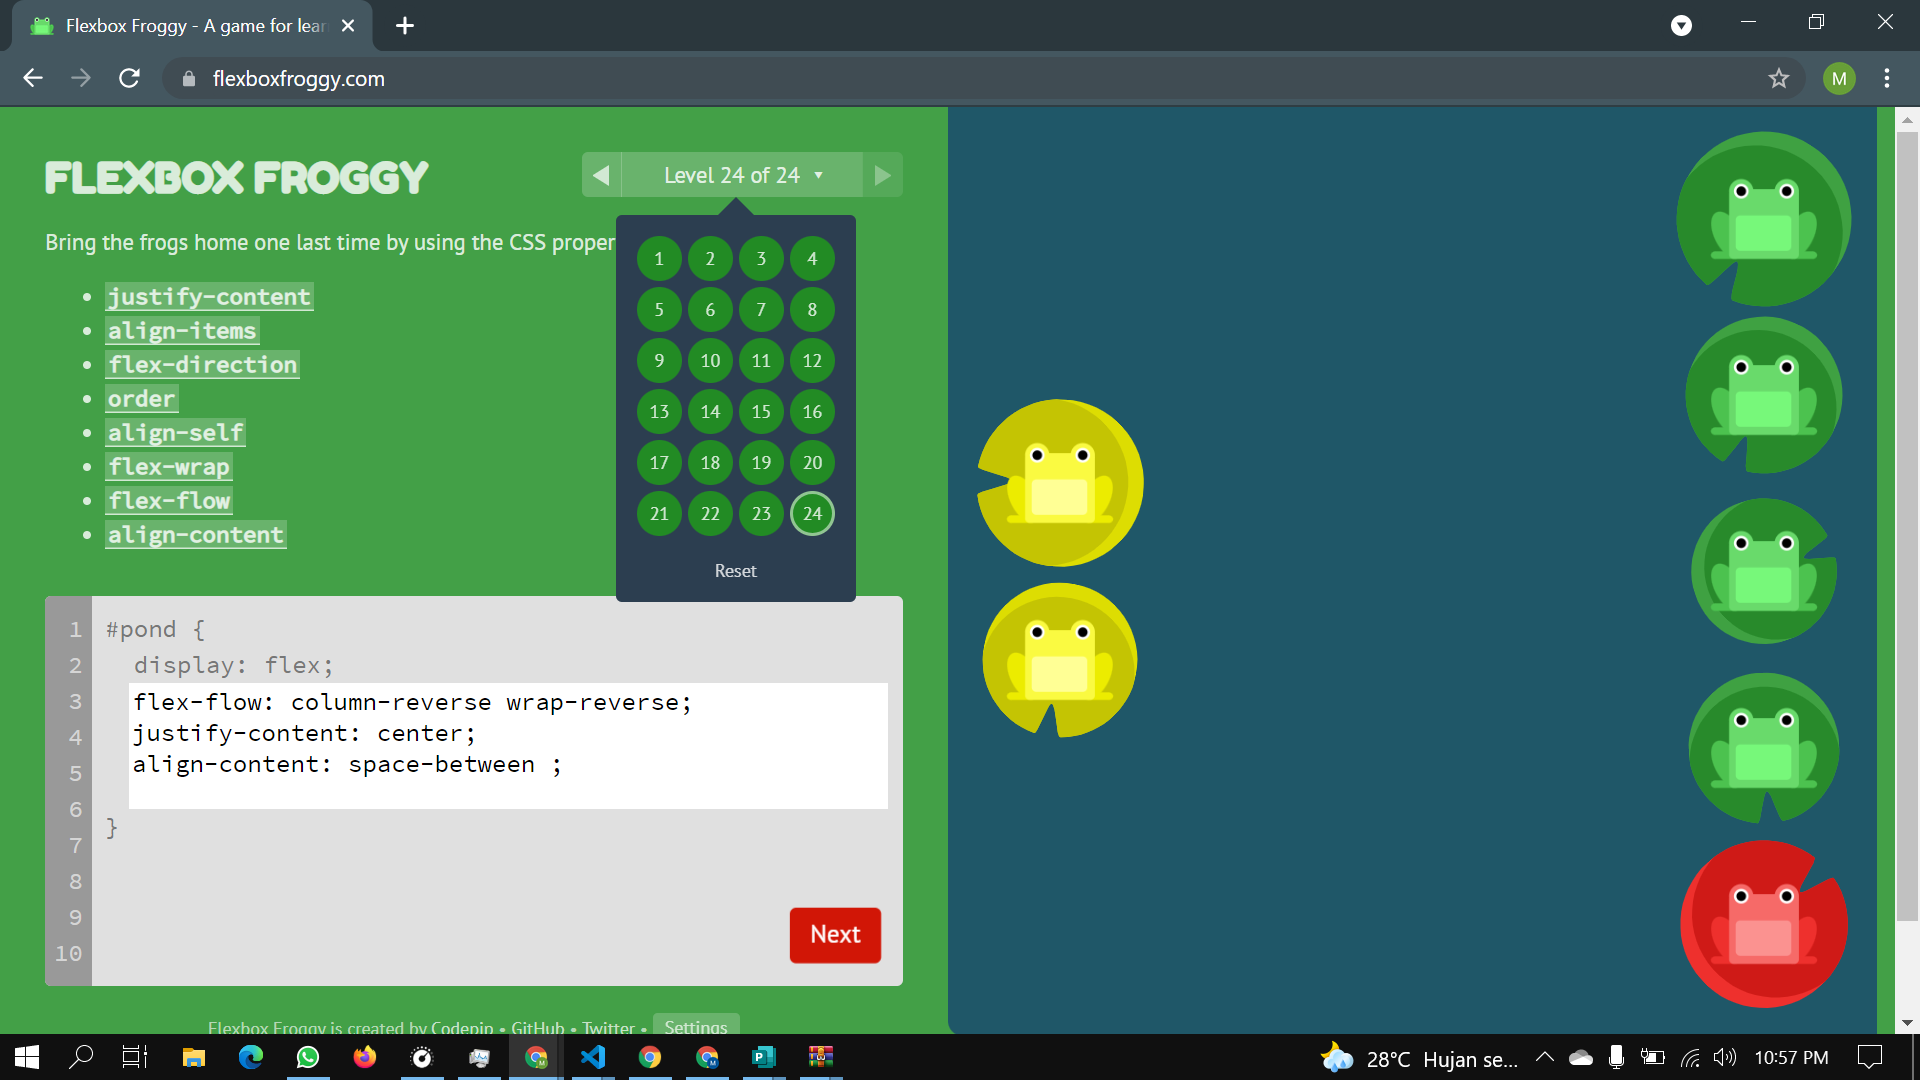 Flexbox Froggy - A game for lear
flexboxfroggy.com
M
FLEXBOX FROGGY
Level 24 of 24
Bring the frogs home one last time by using the CSS proper
justify-content
align-items
flex-direction
order
align-self
flex-wrap
flex-flow
align-content
1 2 3 4
5 6 7 8
9 10 11 12
13 14 15 16
17 18 19 20
21 22 23 24
Reset
1 #pond {
2 display: flex;
3 flex-flow: column-reverse wrap-reverse;
4 justify-content: center;
5 align-content: space-between ;
6 }
7
8
9
10
Next
Flexbox Froggy is created by Codepip • GitHub • Twitter • Settings
28°C Hujan se...
10:57 PM